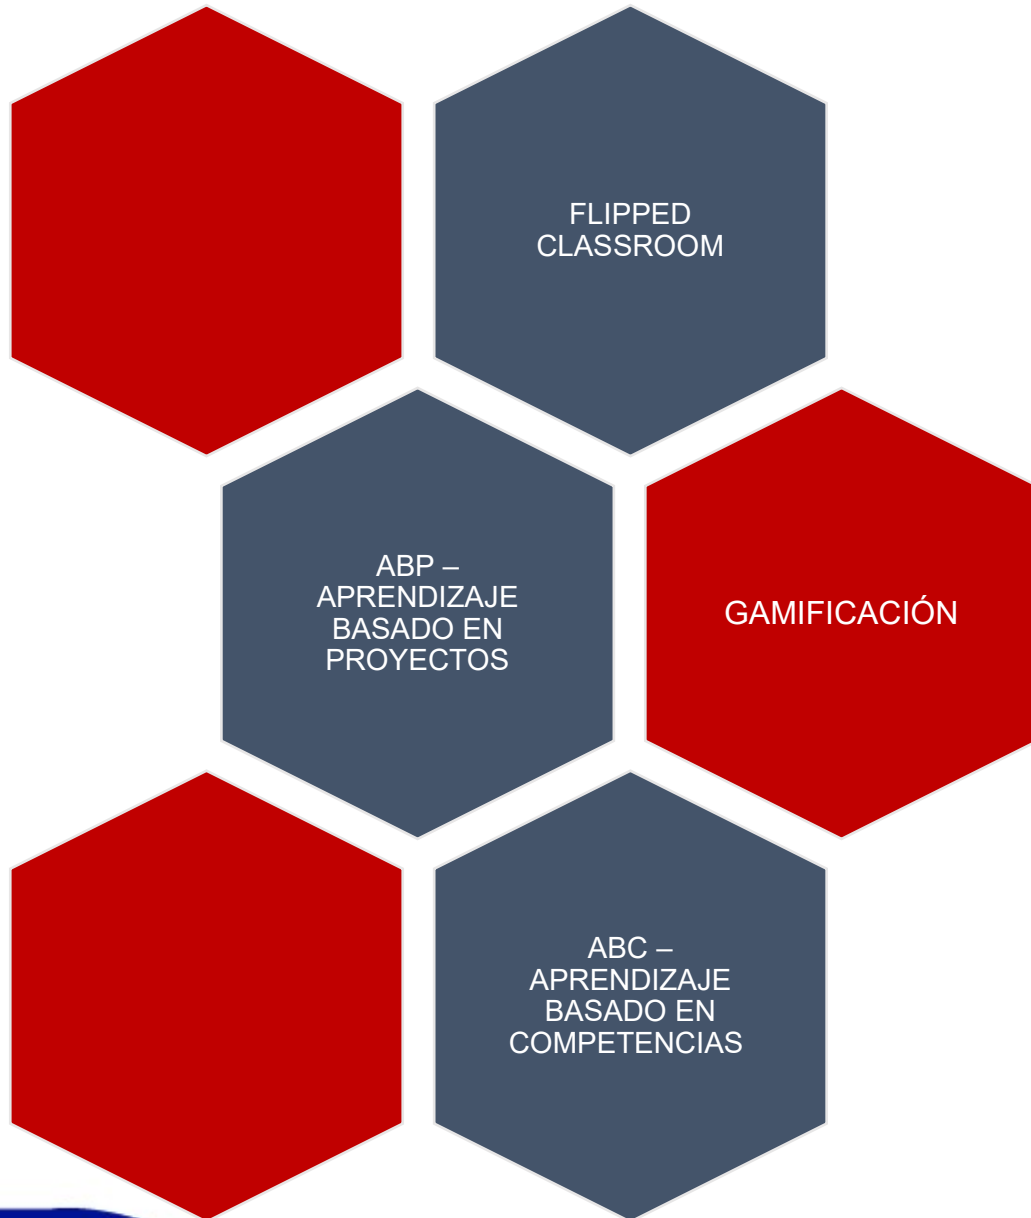 FLIPPED
CLASSROOM
ABP –
APRENDIZAJE
BASADO EN
PROYECTOS
GAMIFICACIÓN
ABC –
APRENDIZAJE
BASADO EN
COMPETENCIAS